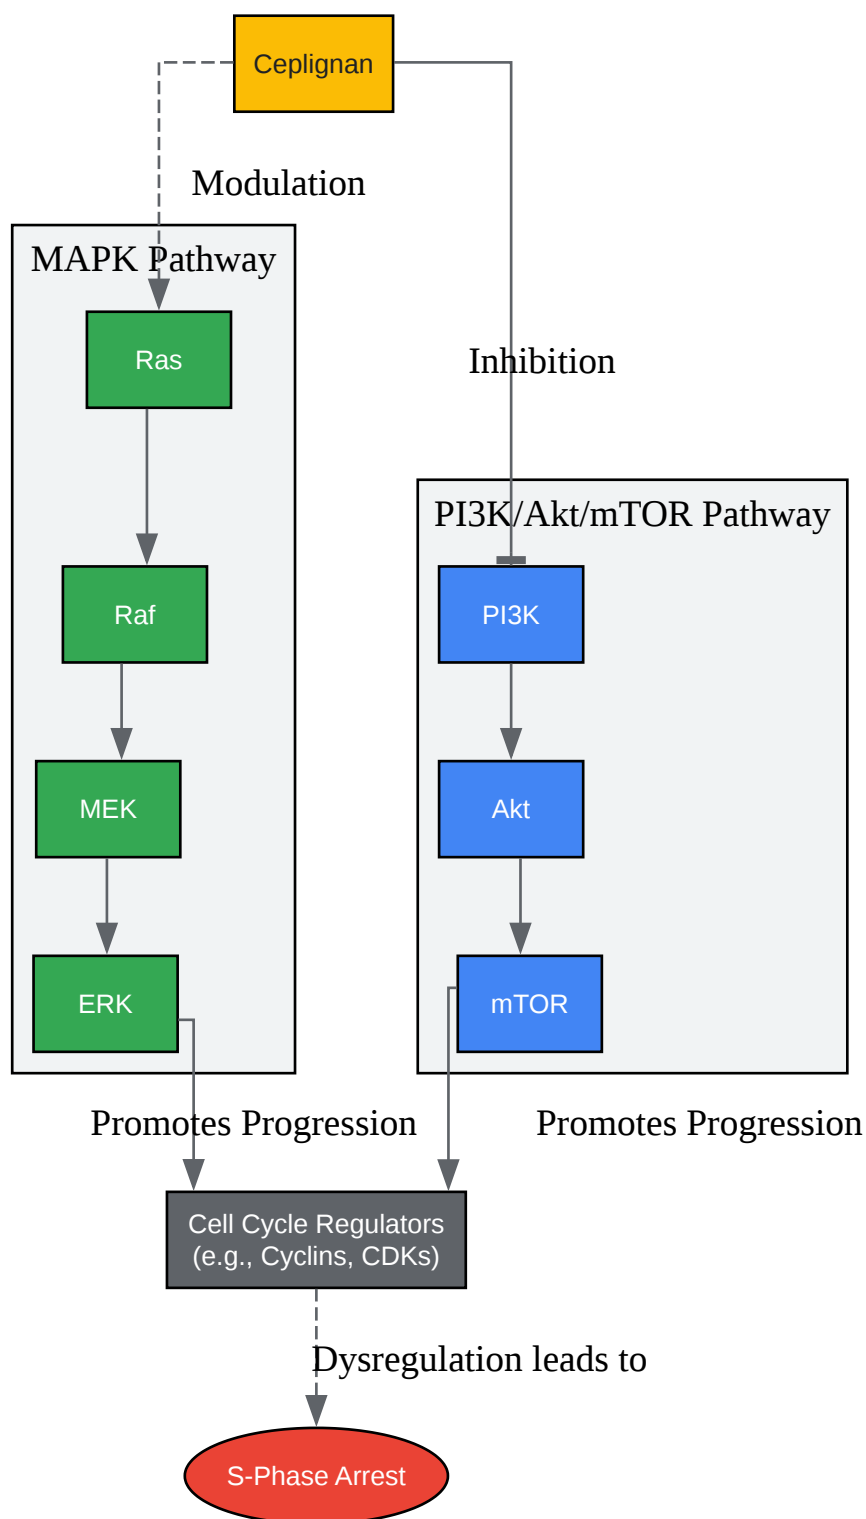 Ceplignan
Modulation
MAPK Pathway
Ras
Inhibition
PI3K/Akt/mTOR Pathway
Raf
PI3K
MEK
Akt
ERK
mTOR
Promotes Progression
Promotes Progression
Cell Cycle Regulators
(e.g., Cyclins, CDKs)
Dysregulation leads to
S-Phase Arrest